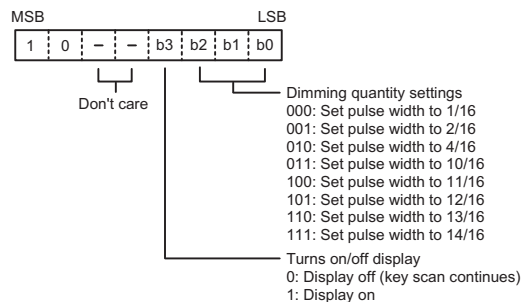 MSB LSB
1 0 – – b3 b2 b1 b0
Don't care
Dimming quantity settings
000: Set pulse width to 1/16
001: Set pulse width to 2/16
010: Set pulse width to 4/16
011: Set pulse width to 10/16
100: Set pulse width to 11/16
101: Set pulse width to 12/16
110: Set pulse width to 13/16
111: Set pulse width to 14/16
Turns on/off display
0: Display off (key scan continues)
1: Display on